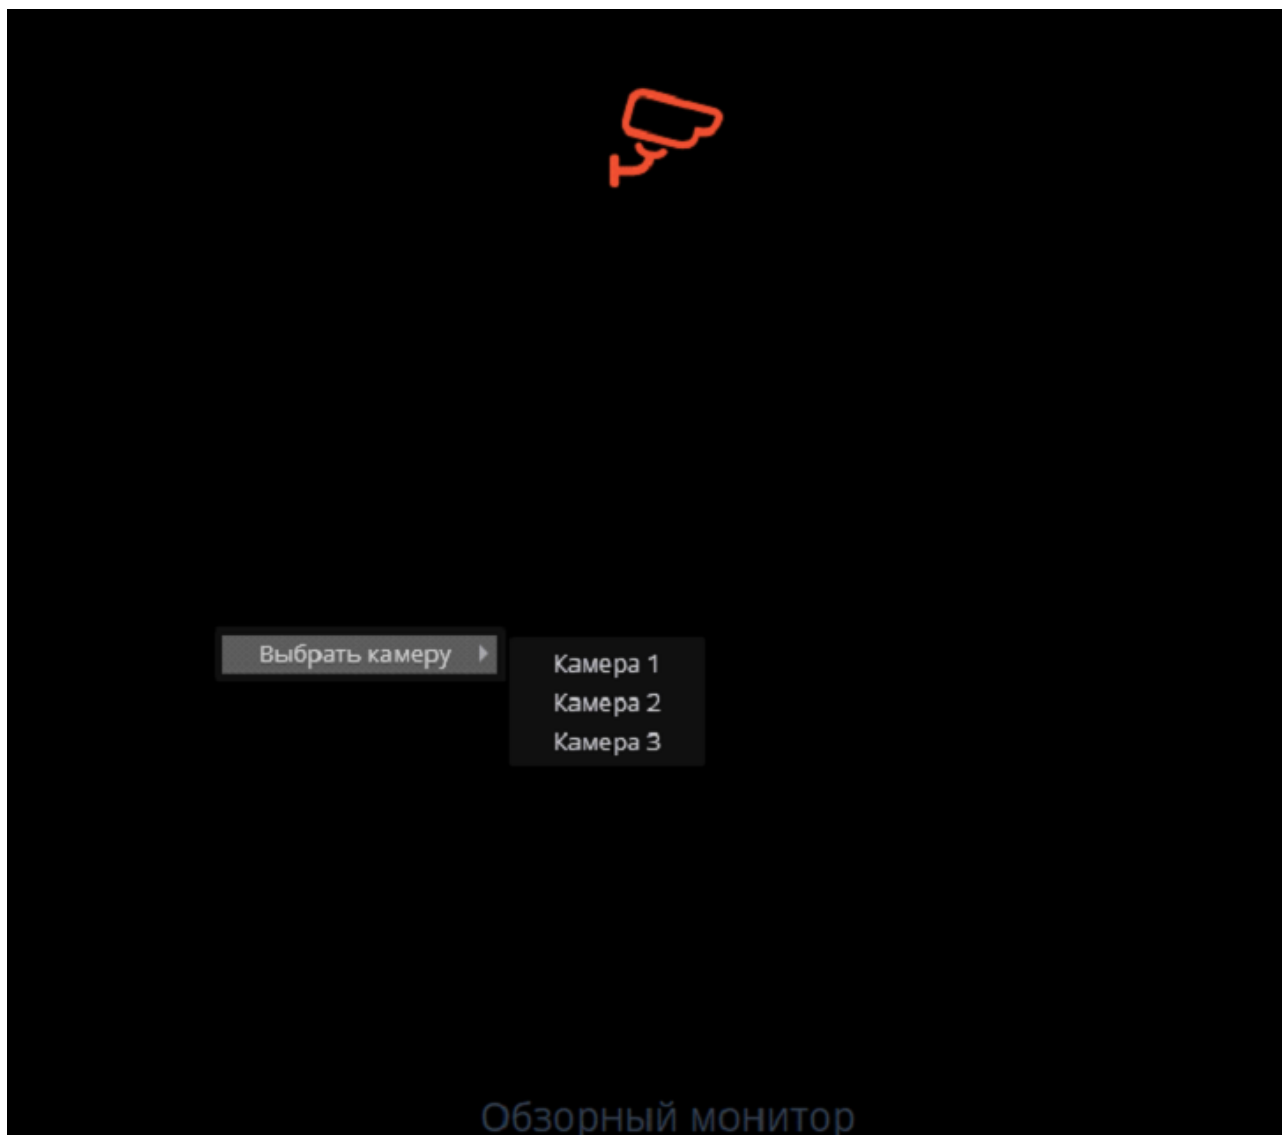 Выбрать камеру
Камера 1
Камера 2
Камера 3
Обзорный монитор